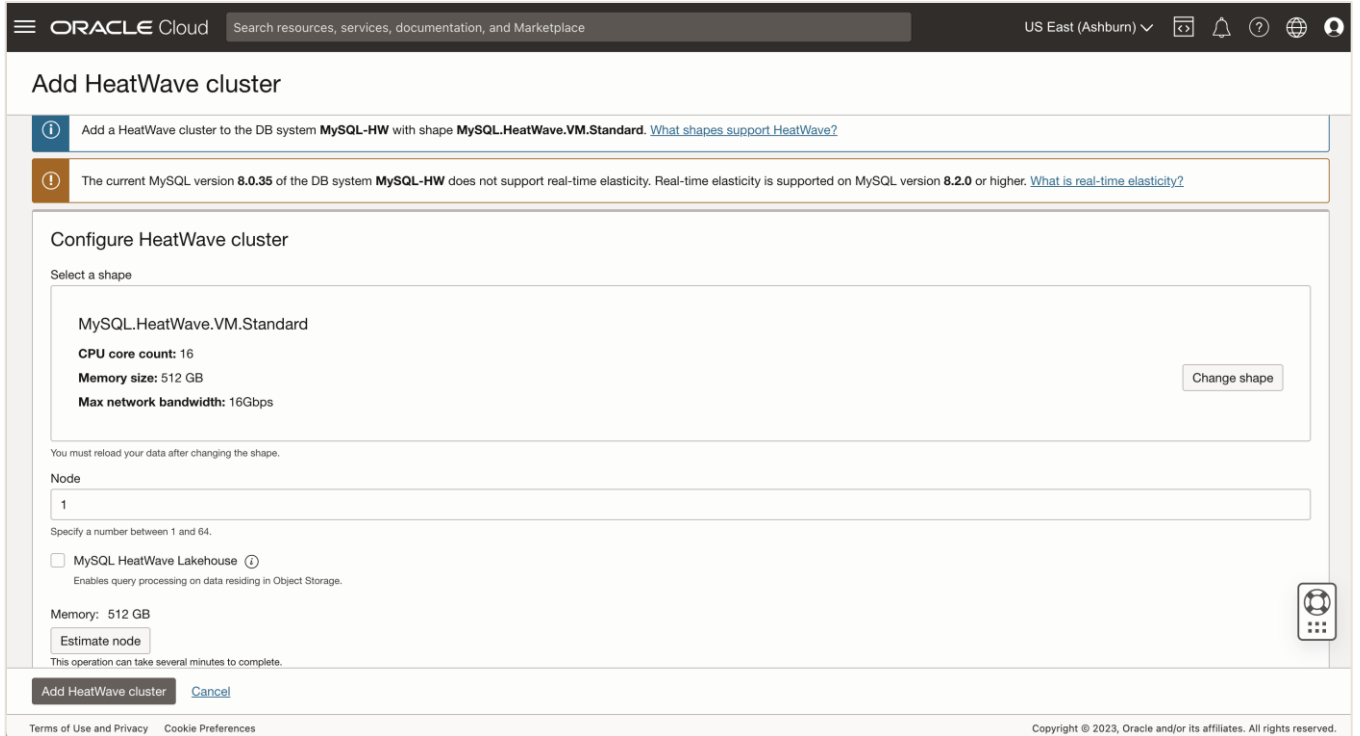 ORACLE Cloud
Search resources, services, documentation, and Marketplace
US East (Ashburn)
Add HeatWave cluster
Add a HeatWave cluster to the DB system MySQL-HW with shape MySQL.HeatWave.VM.Standard. What shapes support HeatWave?
The current MySQL version 8.0.35 of the DB system MySQL-HW does not support real-time elasticity. Real-time elasticity is supported on MySQL version 8.2.0 or higher. What is real-time elasticity?
Configure HeatWave cluster
Select a shape
MySQL.HeatWave.VM.Standard
CPU core count: 16
Memory size: 512 GB
Max network bandwidth: 16Gbps
Change shape
You must reload your data after changing the shape.
Node
1
Specify a number between 1 and 64.
MySQL HeatWave Lakehouse
Enables query processing on data residing in Object Storage.
Memory: 512 GB
Estimate node
This operation can take several minutes to complete.
Add HeatWave cluster Cancel
Terms of Use and Privacy Cookie Preferences
Copyright © 2023, Oracle and/or its affiliates. All rights reserved.